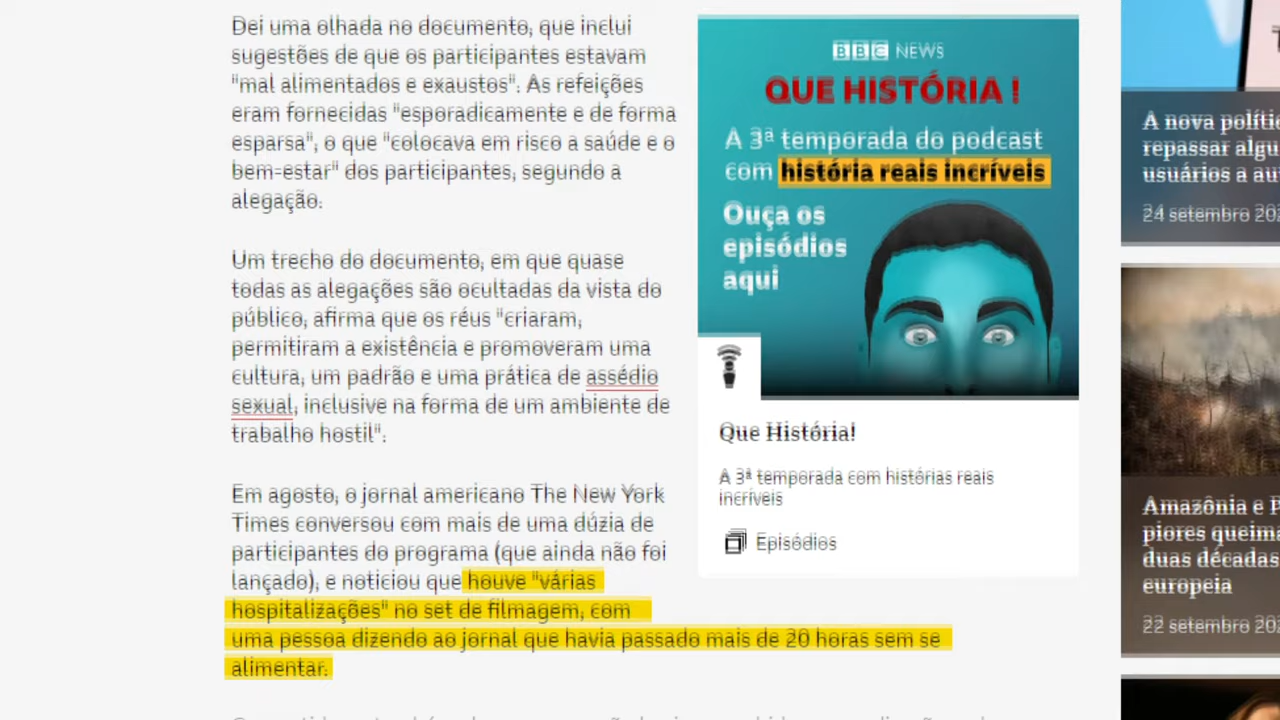 Dei uma olhada no documento, que inclui
sugestões de que os participantes estavam
"mal alimentados e exaustos". As refeições
eram fornecidas "esporadicamente e de forma
esparsa", o que "colocava em risco a saúde e o
bem-estar" dos participantes, segundo a
alegação.
Um trecho do documento, em que quase
todas as alegações são ocultadas da vista do
público, afirma que os réus "criaram,
permitiram a existência e promoveram uma
cultura, um padrão e uma prática de assédio
sexual, inclusive na forma de um ambiente de
trabalho hostil".
Em agosto, o jornal americano The New York
Times conversou com mais de uma dúzia de
participantes do programa (que ainda não foi
lançado), e noticiou que houve "várias
hospitalizações" no set de filmagem, com
uma pessoa dizendo ao jornal que havia passado mais de 20 horas sem se
alimentar.
BBC NEWS
QUE HISTÓRIA !
A 3ª temporada do podcast
com história reais incríveis
Ouça os
episódios
aqui
Que História!
A 3ª temporada com histórias reais
incríveis
Episódios
A nova polític
repassar algu
usuários a au
24 setembro 202
Amazônia e P
piores queima
duas décadas
europeia
22 setembro 202